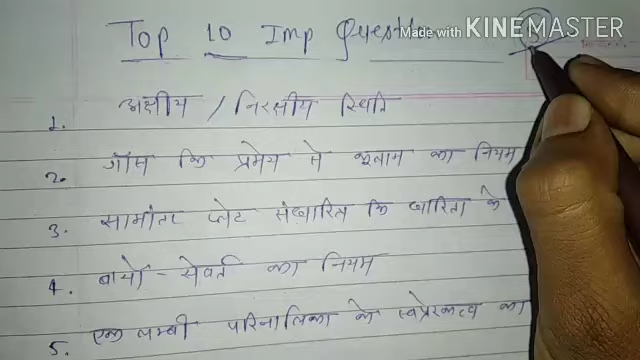 Top 10 Imp Quest
Made with KINEMASTER
1. अक्षीय / निरक्षीय स्थिति
2. गॉस कि प्रमेय से कूलाम का नियम
3. सामांतर प्लेट संधारित्र कि धारिता के
4. बायो - सेवर्त का नियम
5. एक लम्बी परिनालिका के स्वप्रेरकत्व का